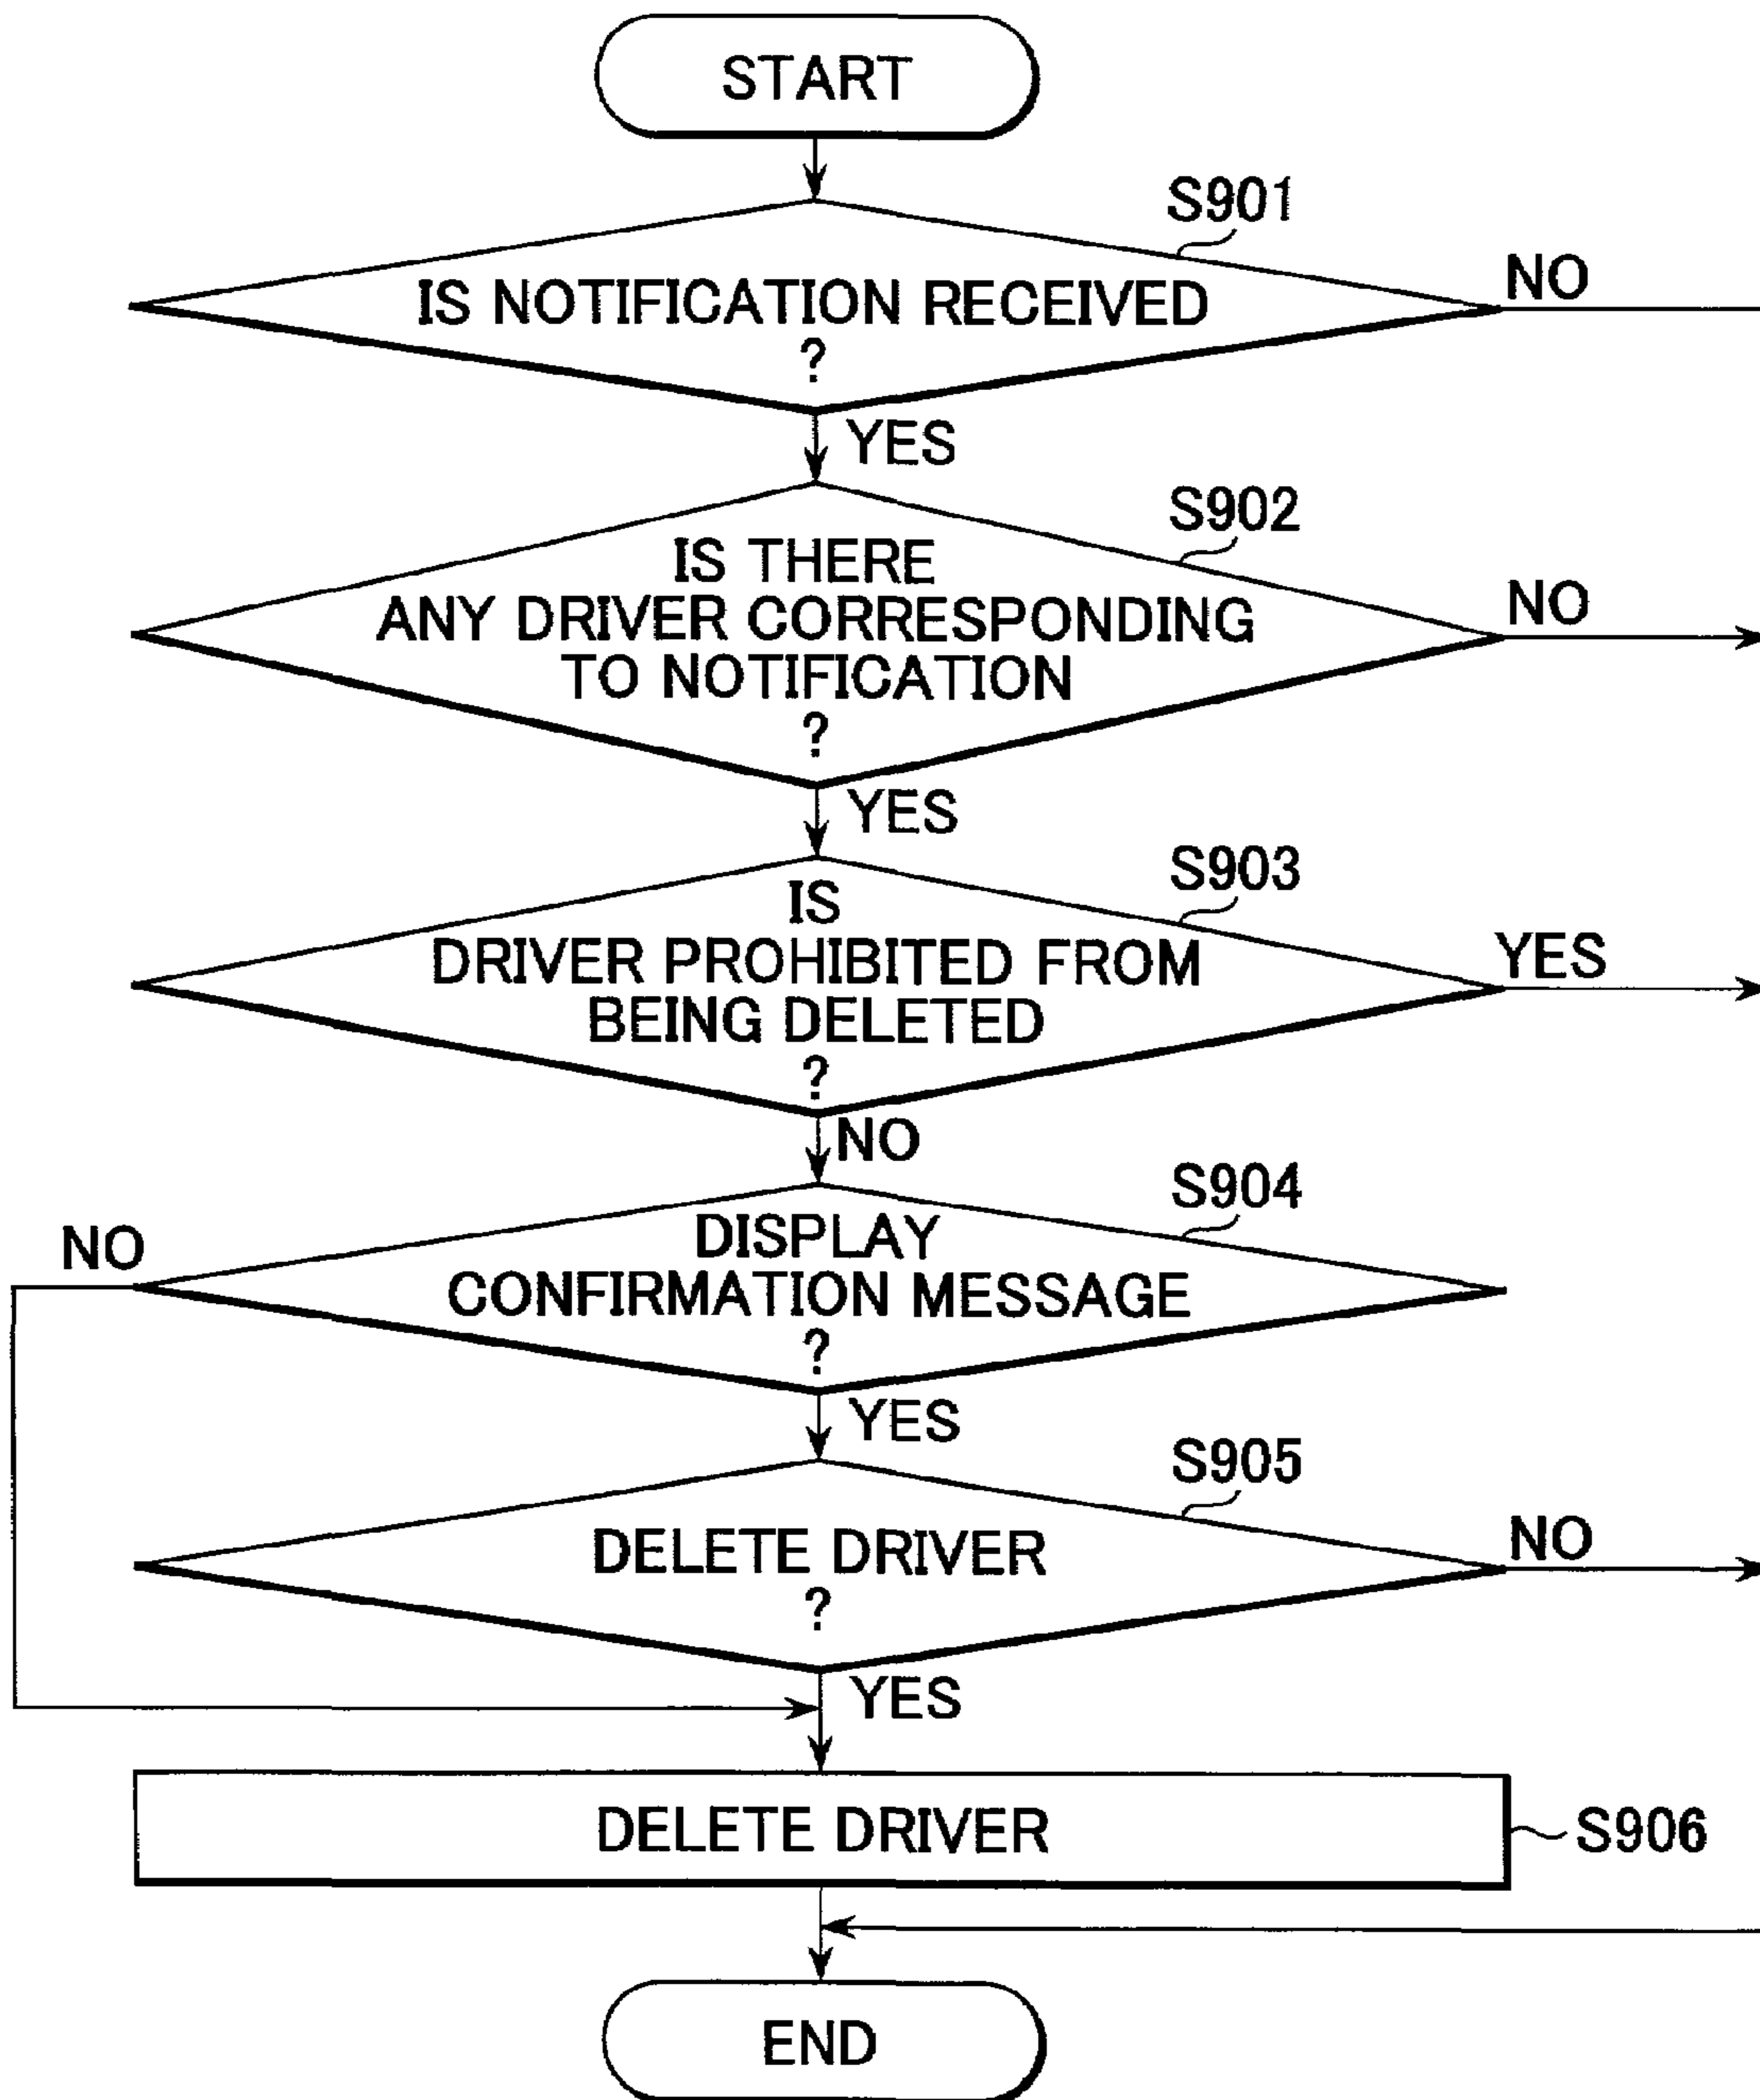 START
S901
IS NOTIFICATION RECEIVED
?
NO
YES
S902
IS THERE
ANY DRIVER CORRESPONDING
TO NOTIFICATION
?
NO
YES
S903
IS
DRIVER PROHIBITED FROM
BEING DELETED
?
YES
NO
S904
DISPLAY
CONFIRMATION MESSAGE
?
NO
YES
S905
DELETE DRIVER
?
NO
YES
DELETE DRIVER
S906
END